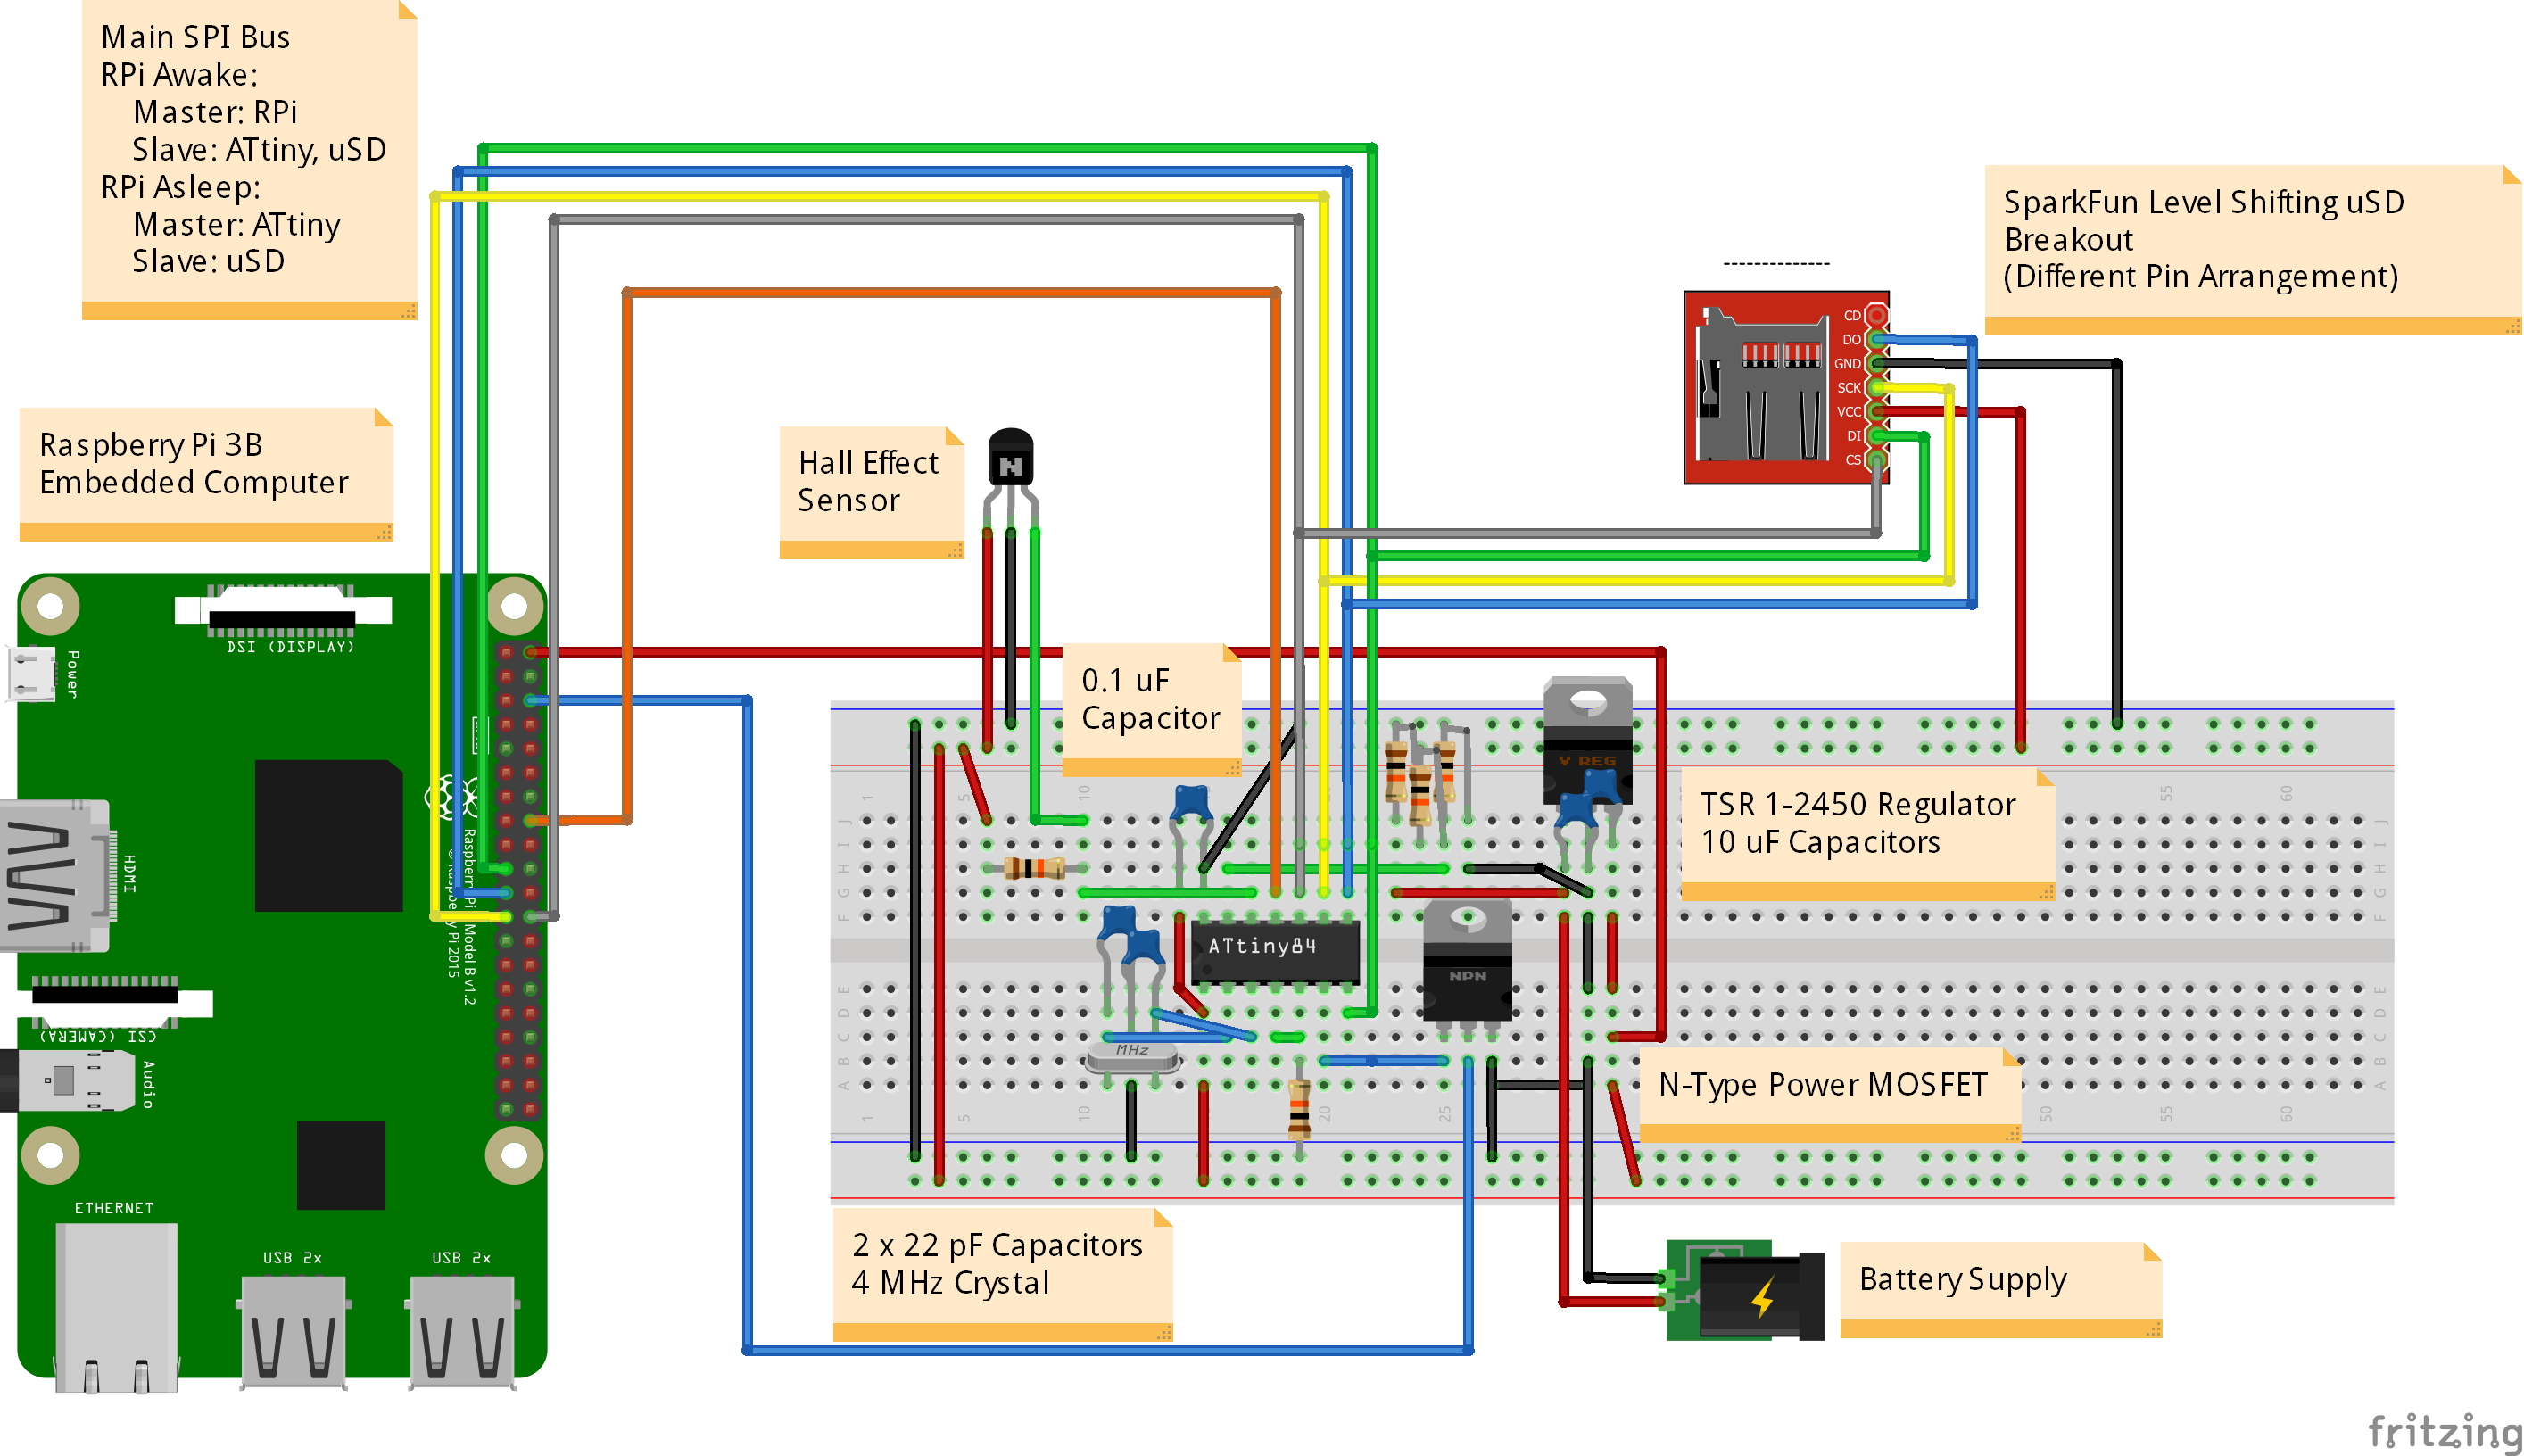 Main SPI Bus
RPi Awake:
Master: RPi
Slave: ATtiny, uSD
RPi Asleep:
Master: ATtiny
Slave: uSD
SparkFun Level Shifting uSD
Breakout
(Different Pin Arrangement)
--------------
CD
DO
GND
SCK
VCC
DI
CS
Raspberry Pi 3B
Embedded Computer
Hall Effect
Sensor
N
DSI (DISPLAY)
Power
HDMI
Raspberry Pi Model B v1.2
© Raspberry Pi 2015
CSI (CAMERA)
Audio
ETHERNET
USB 2x
USB 2x
0.1 uF
Capacitor
V REG
TSR 1-2450 Regulator
10 uF Capacitors
1
5
10
55
60
J
I
H
G
F
J
I
H
G
F
ATtiny84
NPN
E
D
C
B
A
E
D
C
B
A
MHz
N-Type Power MOSFET
1
5
10
20
25
50
55
60
2 x 22 pF Capacitors
4 MHz Crystal
Battery Supply
fritzing